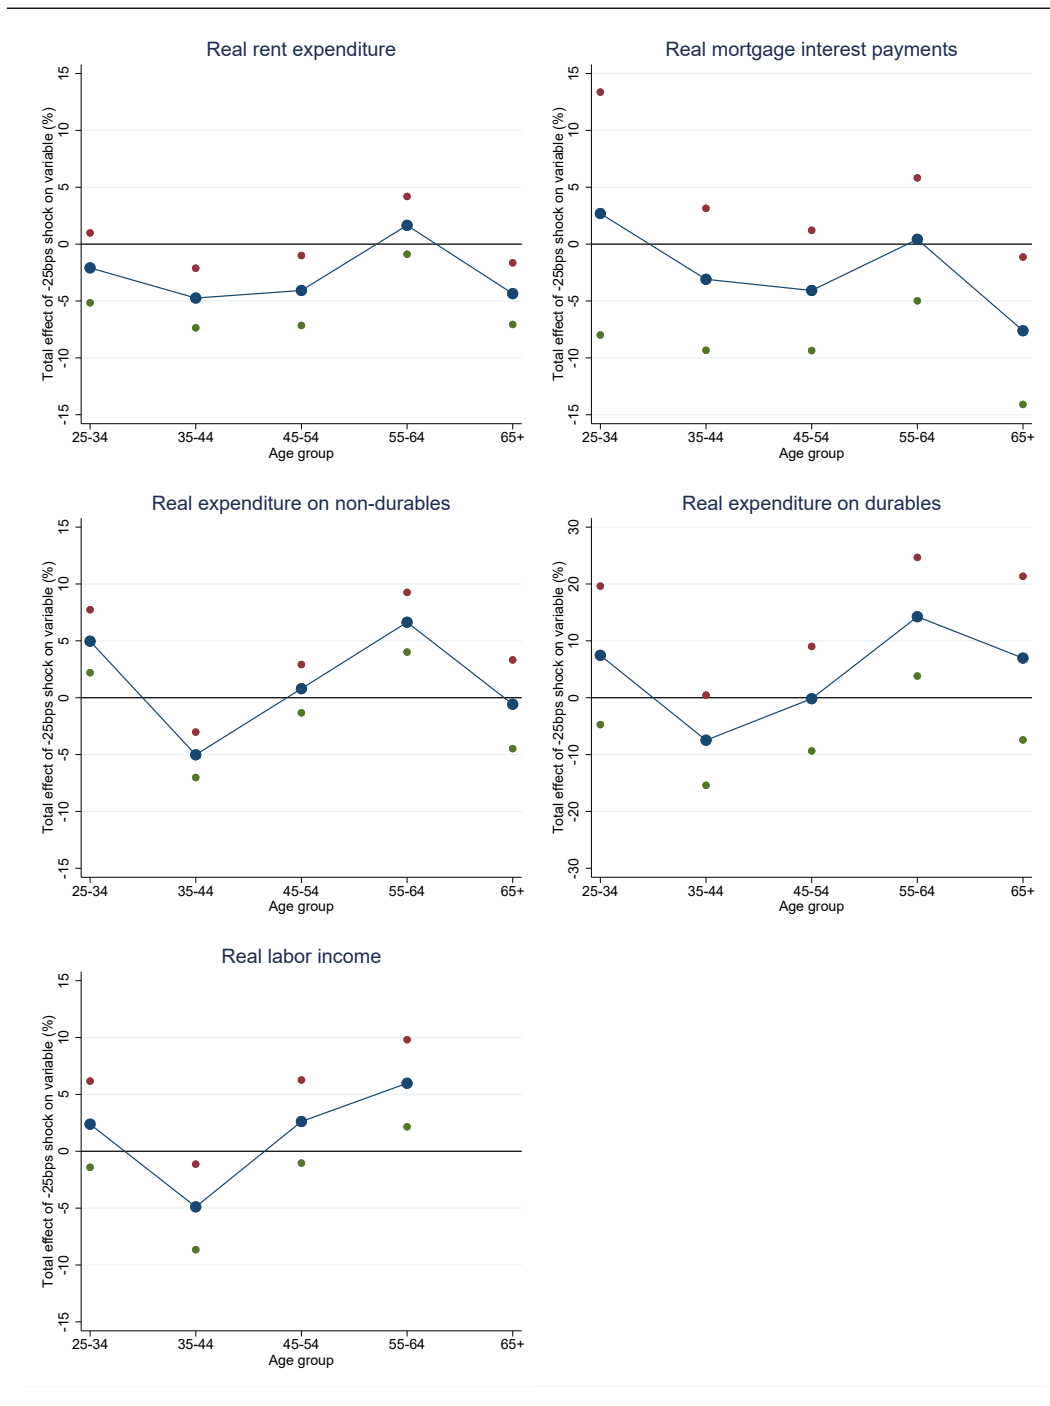 Real rent expenditure
Total effect of -25bps shock on variable (%)
15
10
5
0
-5
-10
-15
25-34 35-44 45-54 55-64 65+
Age group
Real mortgage interest payments
Total effect of -25bps shock on variable (%)
15
10
5
0
-5
-10
-15
25-34 35-44 45-54 55-64 65+
Age group
Real expenditure on non-durables
Total effect of -25bps shock on variable (%)
15
10
5
0
-5
-10
-15
25-34 35-44 45-54 55-64 65+
Age group
Real expenditure on durables
Total effect of -25bps shock on variable (%)
30
20
10
0
-10
-20
-30
25-34 35-44 45-54 55-64 65+
Age group
Real labor income
Total effect of -25bps shock on variable (%)
15
10
5
0
-5
-10
-15
25-34 35-44 45-54 55-64 65+
Age group